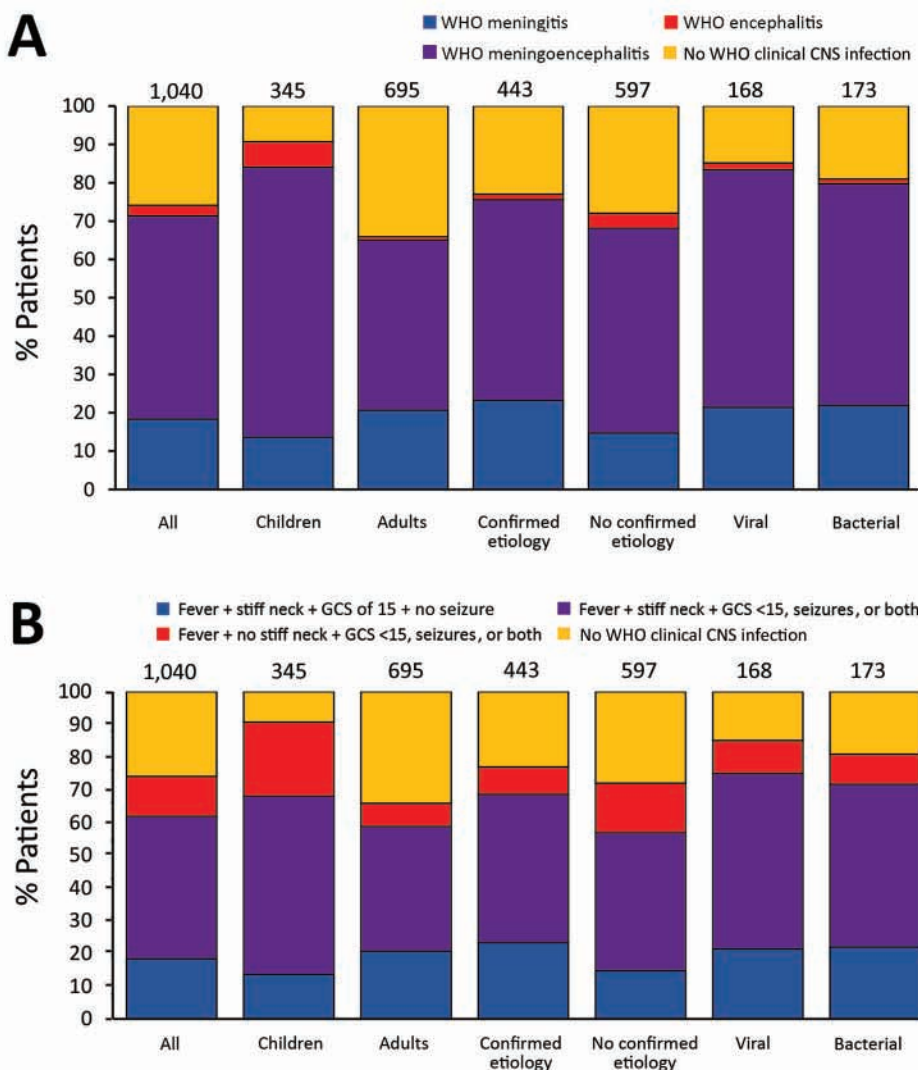 A
WHO meningitis WHO encephalitis
WHO meningoencephalitis No WHO clinical CNS infection
1,040 345 695 443 597 168 173
100
90
80
70
60
50
40
30
20
10
0
% Patients
All Children Adults Confirmed etiology No confirmed etiology Viral Bacterial
B
Fever + stiff neck + GCS of 15 + no seizure Fever + stiff neck + GCS <15, seizures, or both
Fever + no stiff neck + GCS <15, seizures, or both No WHO clinical CNS infection
1,040 345 695 443 597 168 173
100
90
80
70
60
50
40
30
20
10
0
% Patients
All Children Adults Confirmed etiology No confirmed etiology Viral Bacterial